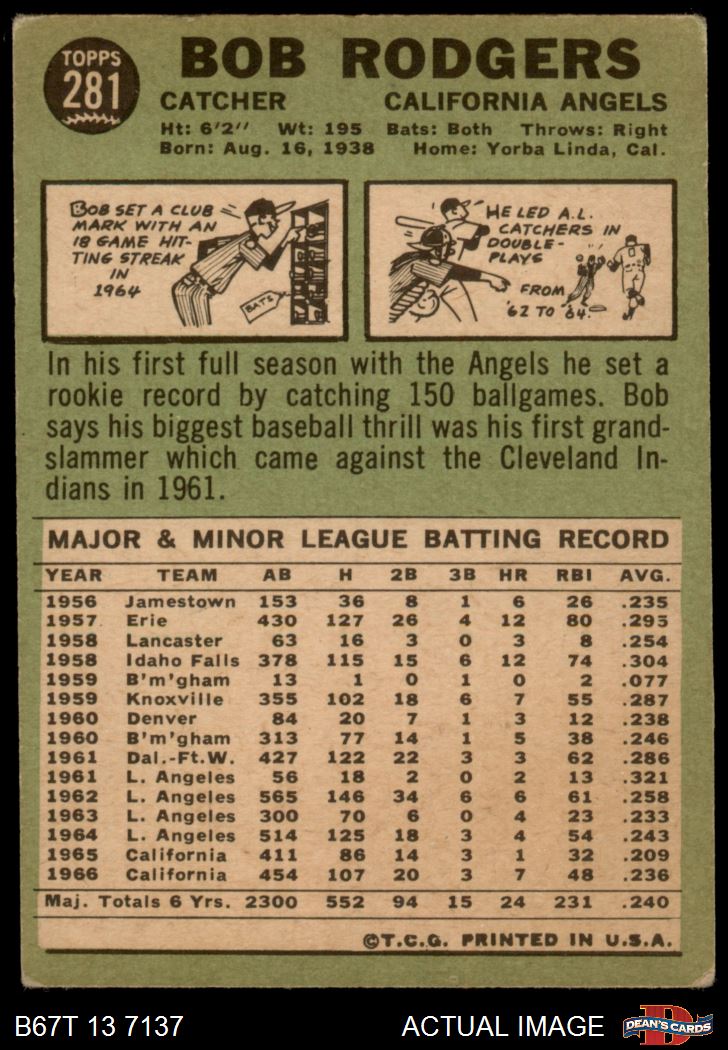 TOPPS
281
BOB RODGERS
CATCHER CALIFORNIA ANGELS
Ht: 6'2'' Wt: 195 Bats: Both Throws: Right
Born: Aug. 16, 1938 Home: Yorba Linda, Cal.
BOB SET A CLUB
MARK WITH AN
18 GAME HIT-
TING STREAK
IN
1964
BATS
HE LED A.L.
CATCHERS IN
DOUBLE-
PLAYS
FROM
'62 TO '64.
In his first full season with the Angels he set a
rookie record by catching 150 ballgames. Bob
says his biggest baseball thrill was his first grand-
slammer which came against the Cleveland In-
dians in 1961.
MAJOR & MINOR LEAGUE BATTING RECORD
YEAR TEAM AB H 2B 3B HR RBI AVG.
1956 Jamestown 153 36 8 1 6 26 .235
1957 Erie 430 127 26 4 12 80 .295
1958 Lancaster 63 16 3 0 3 8 .254
1958 Idaho Falls 378 115 15 6 12 74 .304
1959 B'm'gham 13 1 0 1 0 2 .077
1959 Knoxville 355 102 18 6 7 55 .287
1960 Denver 84 20 7 1 3 12 .238
1960 B'm'gham 313 77 14 1 5 38 .246
1961 Dal.-Ft.W. 427 122 22 3 3 62 .286
1961 L. Angeles 56 18 2 0 2 13 .321
1962 L. Angeles 565 146 34 6 6 61 .258
1963 L. Angeles 300 70 6 0 4 23 .233
1964 L. Angeles 514 125 18 3 4 54 .243
1965 California 411 86 14 3 1 32 .209
1966 California 454 107 20 3 7 48 .236
Maj. Totals 6 Yrs. 2300 552 94 15 24 231 .240
©T.C.G. PRINTED IN U.S.A.
B67T 13 7137 ACTUAL IMAGE
DEAN'S CARDS